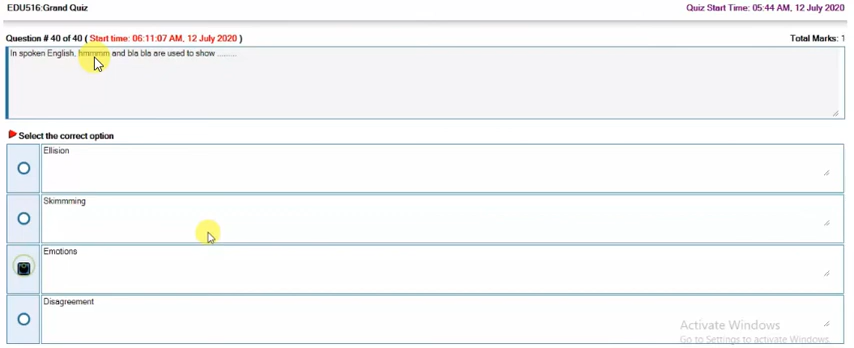 EDU516:Grand Quiz
Quiz Start Time: 05:44 AM, 12 July 2020
Question # 40 of 40 ( Start time: 06:11:07 AM, 12 July 2020 )
Total Marks: 1
In spoken English, hmmmm and bla bla are used to show .........
Select the correct option
Ellision
Skimmming
Emotions
Disagreement
Activate Windows
Go to Settings to activate Windows.